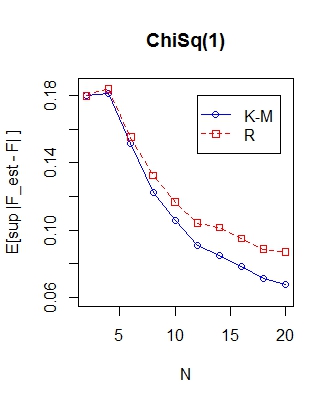 ChiSq(1)
E[sup |F_est - F| ]
0.18
0.14
0.10
0.06
K-M
R
5 10 15 20
N